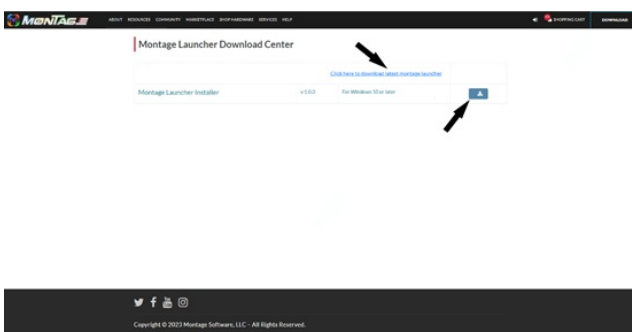 MONTAGE ABOUT RESOURCES COMMUNITY MARKETPLACE SHOP HARDWARE SERVICES HELP SHOPPING CART DOWNLOAD
Montage Launcher Download Center
Click here to download latest montage launcher
Montage Launcher Installer v 1.0.5 For Windows 10 or later
Copyright © 2023 Montage Software, LLC - All Rights Reserved.